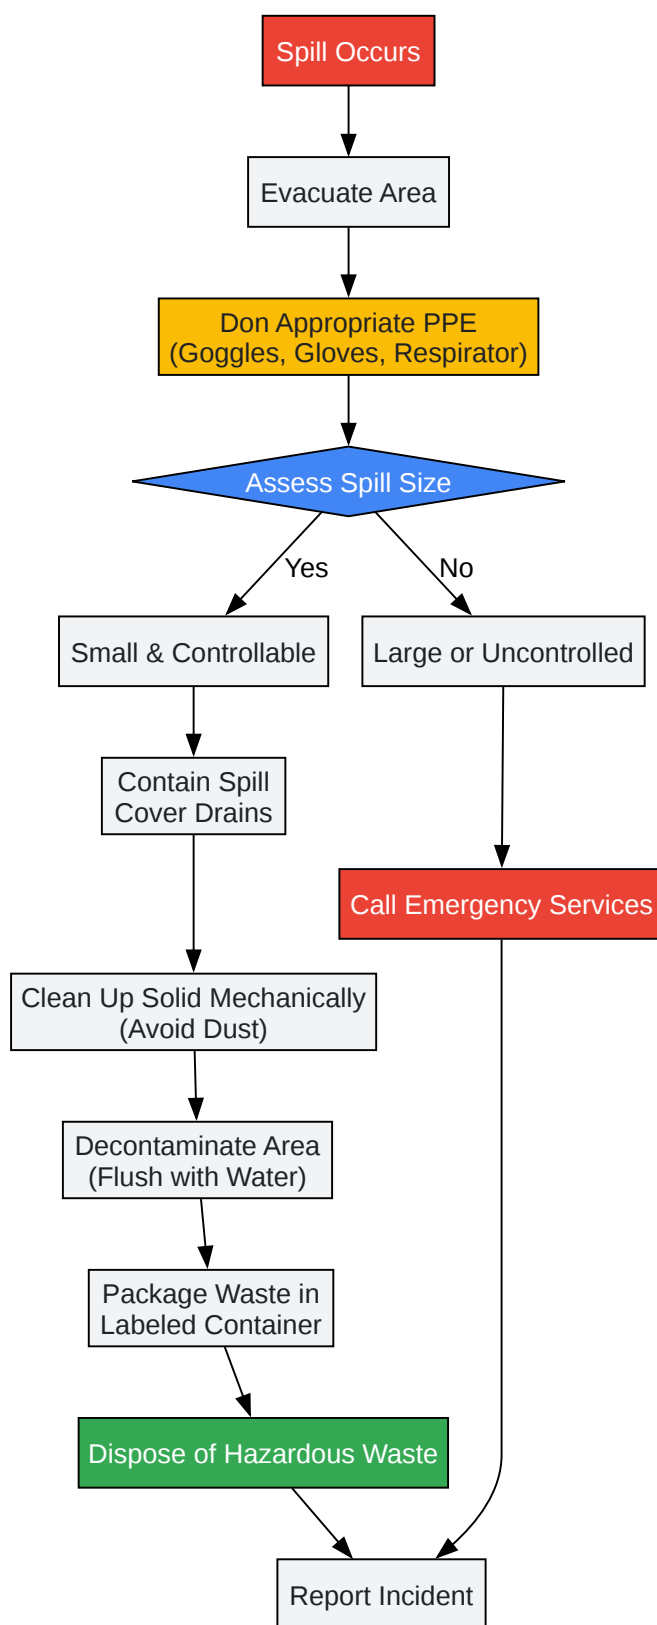 Spill Occurs
Evacuate Area
Don Appropriate PPE
(Goggles, Gloves, Respirator)
Assess Spill Size
Yes
No
Small & Controllable
Large or Uncontrolled
Contain Spill
Cover Drains
Call Emergency Services
Clean Up Solid Mechanically
(Avoid Dust)
Decontaminate Area
(Flush with Water)
Package Waste in
Labeled Container
Dispose of Hazardous Waste
Report Incident